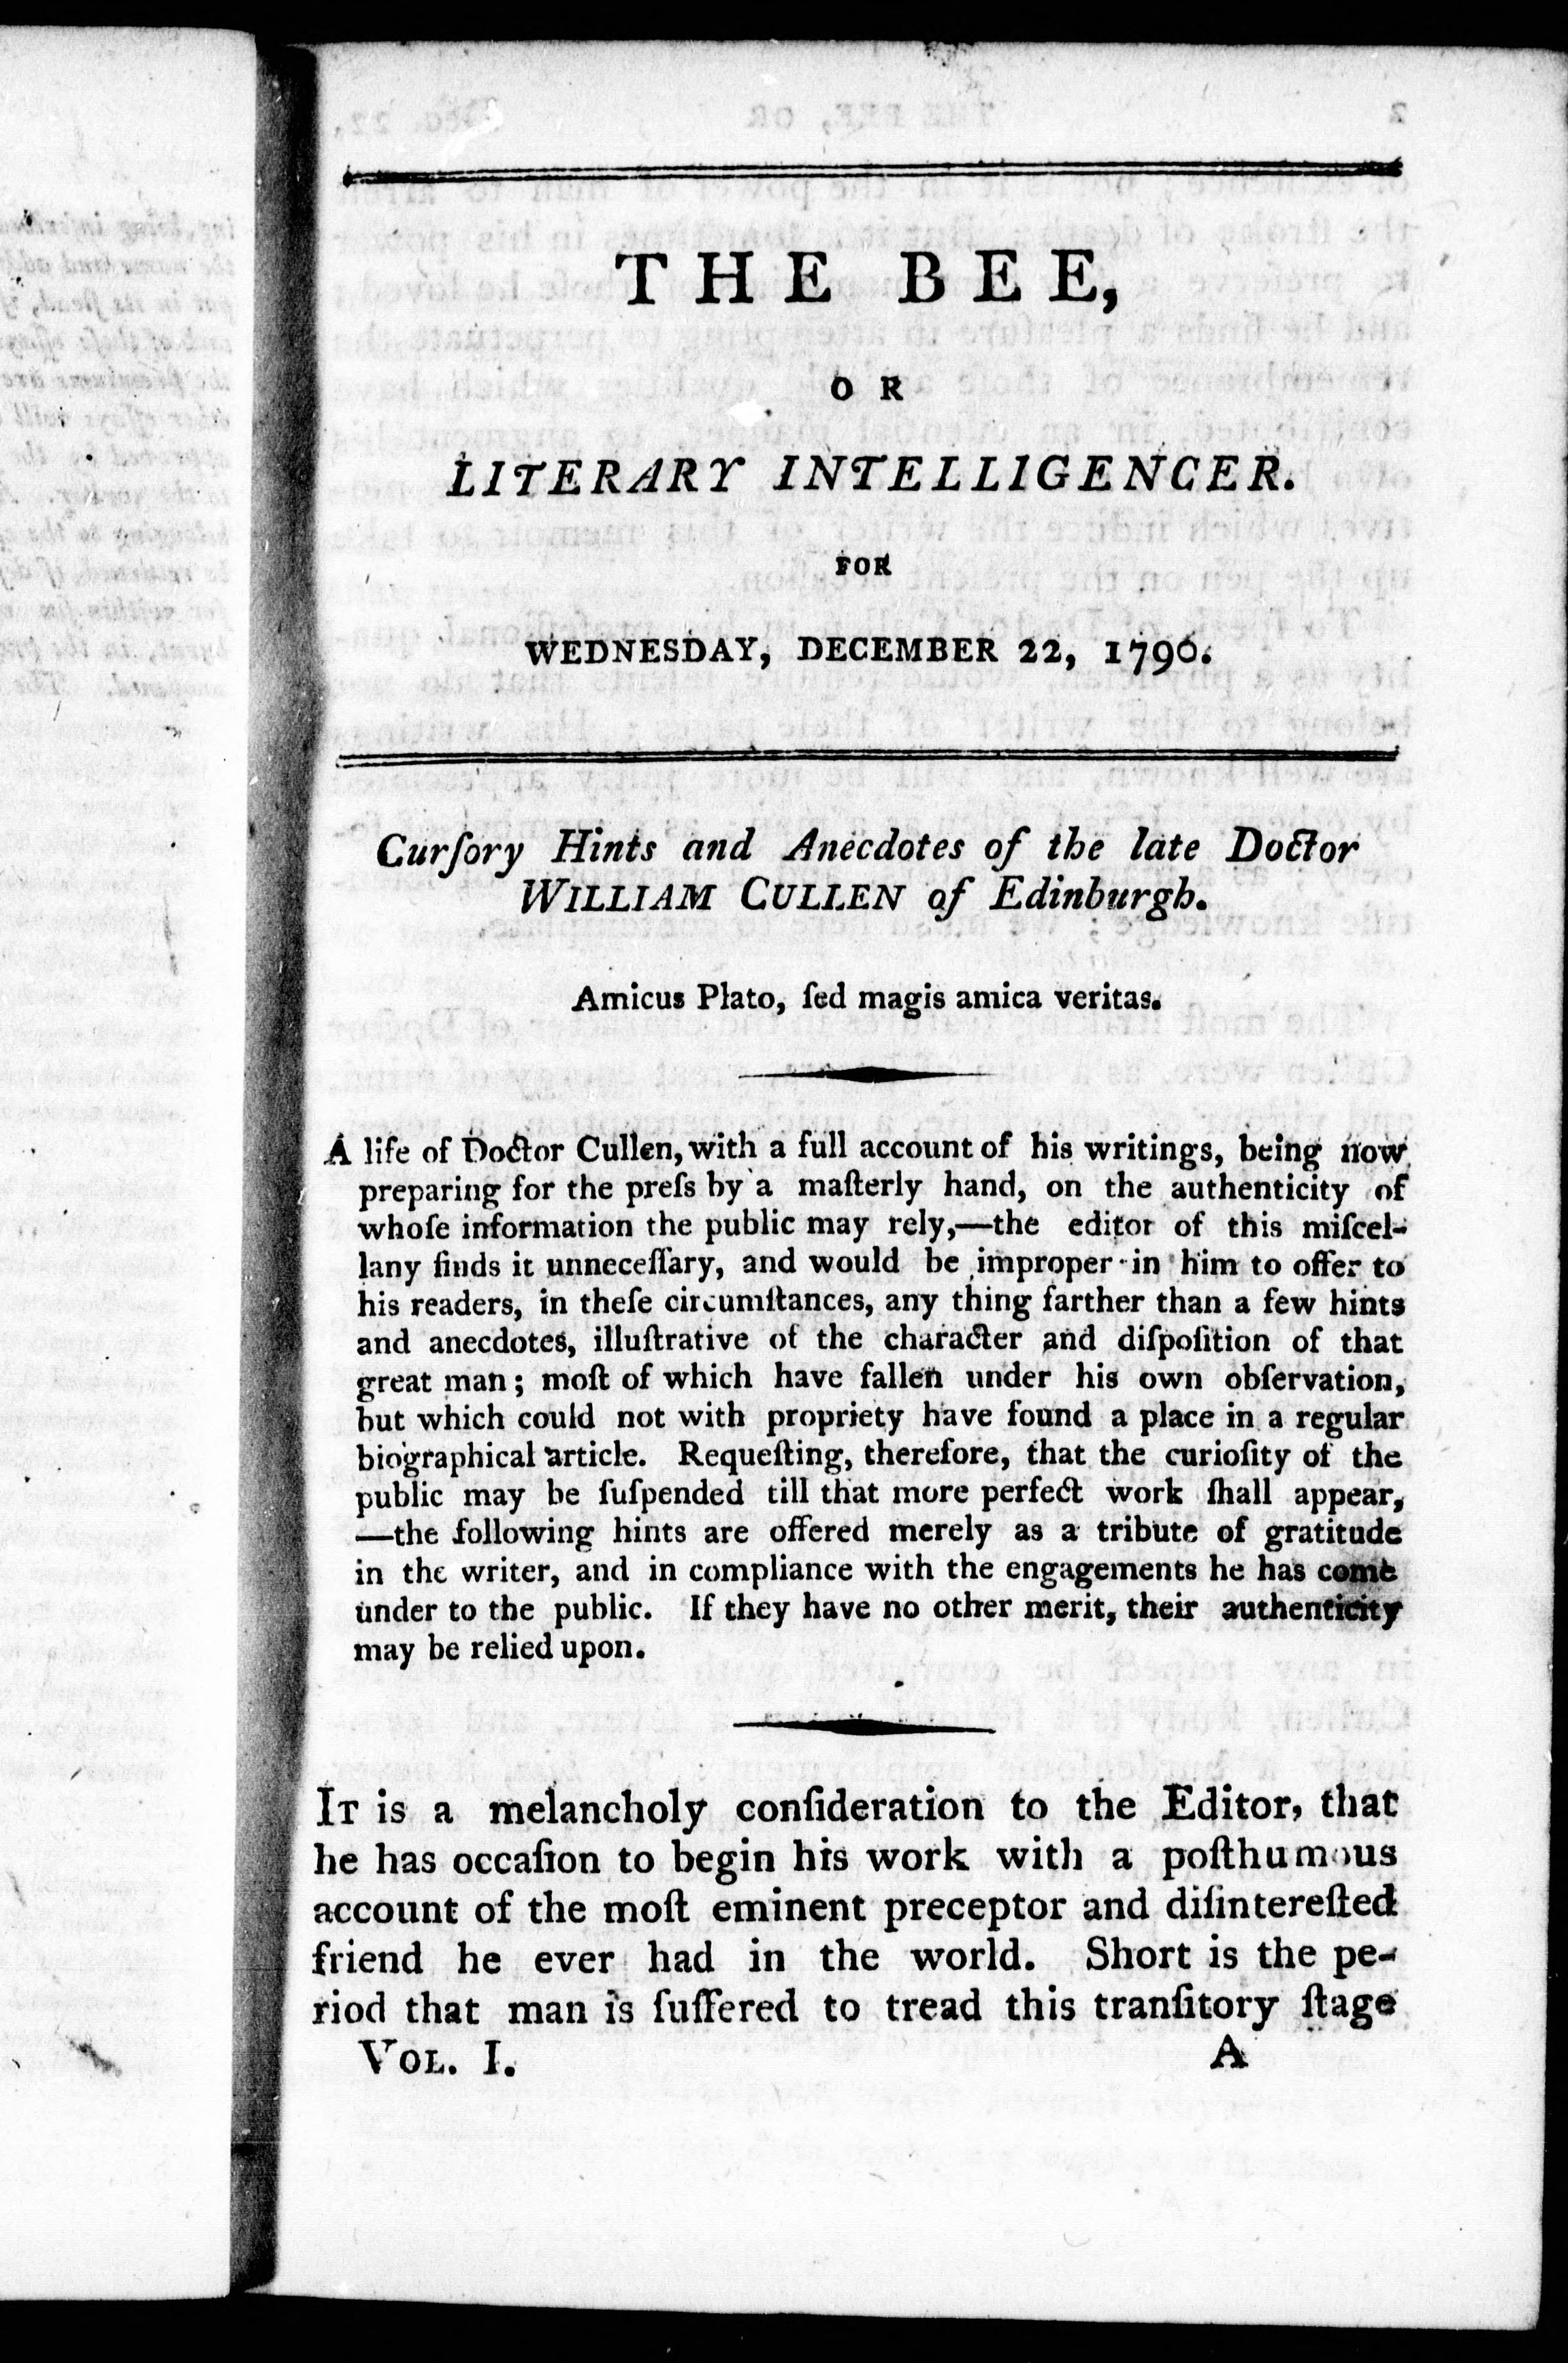 THE BEE,
OR
LITERARY INTELLIGENCER.
FOR
WEDNESDAY, DECEMBER 22, 1790.
Curſory Hints and Anecdotes of the late Doctor
WILLIAM CULLEN of Edinburgh.
Amicus Plato, ſed magis amica veritas.
A life of Doctor Cullen, with a full account of his writings, being now
preparing for the preſs by a maſterly hand, on the authenticity of
whoſe information the public may rely,—the editor of this miſcel-
lany finds it unneceſſary, and would be improper in him to offer to
his readers, in theſe circumſtances, any thing farther than a few hints
and anecdotes, illuſtrative of the character and diſpoſition of that
great man; moſt of which have fallen under his own obſervation,
but which could not with propriety have found a place in a regular
biographical article. Requeſting, therefore, that the curioſity of the
public may be ſuſpended till that more perfect work ſhall appear,
—the following hints are offered merely as a tribute of gratitude
in the writer, and in compliance with the engagements he has come
under to the public. If they have no other merit, their authenticity
may be relied upon.
IT is a melancholy conſideration to the Editor, that
he has occaſion to begin his work with a poſthumous
account of the moſt eminent preceptor and diſintereſted
friend he ever had in the world. Short is the pe-
riod that man is ſuffered to tread this tranſitory ſtage
VOL. I. A